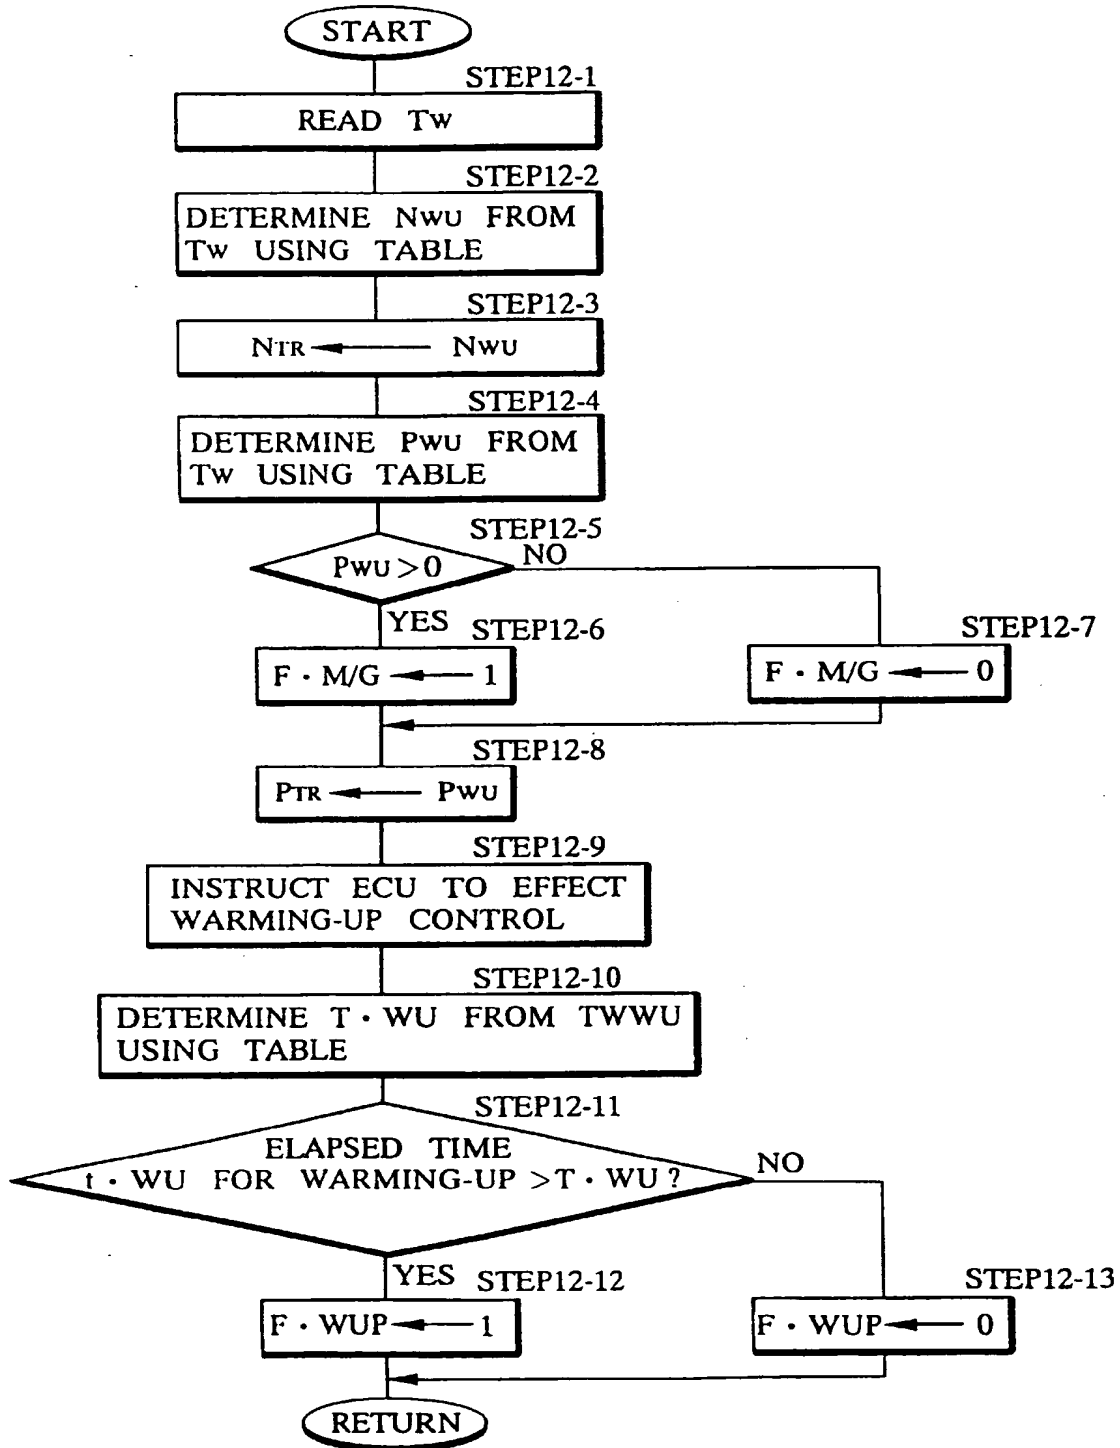 START
STEP12-1
READ TW
STEP12-2
DETERMINE NWU FROM
TW USING TABLE
STEP12-3
NTR ← NWU
STEP12-4
DETERMINE PWU FROM
TW USING TABLE
STEP12-5
PWU > 0
NO
YES
STEP12-6
STEP12-7
F · M/G ← 1
F · M/G ← 0
STEP12-8
PTR ← PWU
STEP12-9
INSTRUCT ECU TO EFFECT
WARMING-UP CONTROL
STEP12-10
DETERMINE T · WU FROM TWWU
USING TABLE
STEP12-11
ELAPSED TIME
t · WU FOR WARMING-UP > T · WU ?
NO
YES
STEP12-12
STEP12-13
F · WUP ← 1
F · WUP ← 0
RETURN